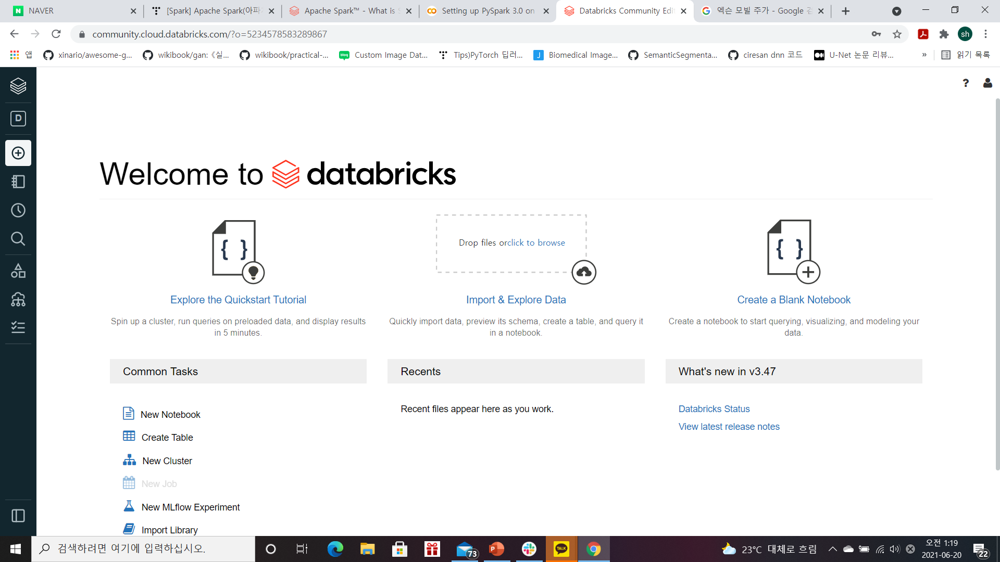 NAVER
[Spark] Apache Spark(아파치
Apache Spark™ - What is S
Setting up PySpark 3.0 on
Databricks Community Edit
엑슨 모빌 주가 - Google 검
community.cloud.databricks.com/?o=5234578583289867
sh
앱
xinario/awesome-g...
wikibook/gan:《실...
wikibook/practical-...
blog
Custom Image Dat...
Tips)PyTorch 딥러...
J
Biomedical Image...
SemanticSegmenta...
ciresan dnn 코드
U-Net 논문 리뷰...
»
읽기 목록
?
D
Welcome to databricks
{ }
Drop files orclick to browse
{ }
Explore the Quickstart Tutorial
Import & Explore Data
Create a Blank Notebook
Spin up a cluster, run queries on preloaded data, and display results
in 5 minutes.
Quickly import data, preview its schema, create a table, and query it
in a notebook.
Create a notebook to start querying, visualizing, and modeling your
data.
Common Tasks
Recents
What's new in v3.47
New Notebook
Create Table
New Cluster
New Job
New MLflow Experiment
Import Library
Recent files appear here as you work.
Databricks Status
View latest release notes
검색하려면 여기에 입력하십시오.
73
P
TALK
23°C 대체로 흐림
오전 1:19
2021-06-20
22